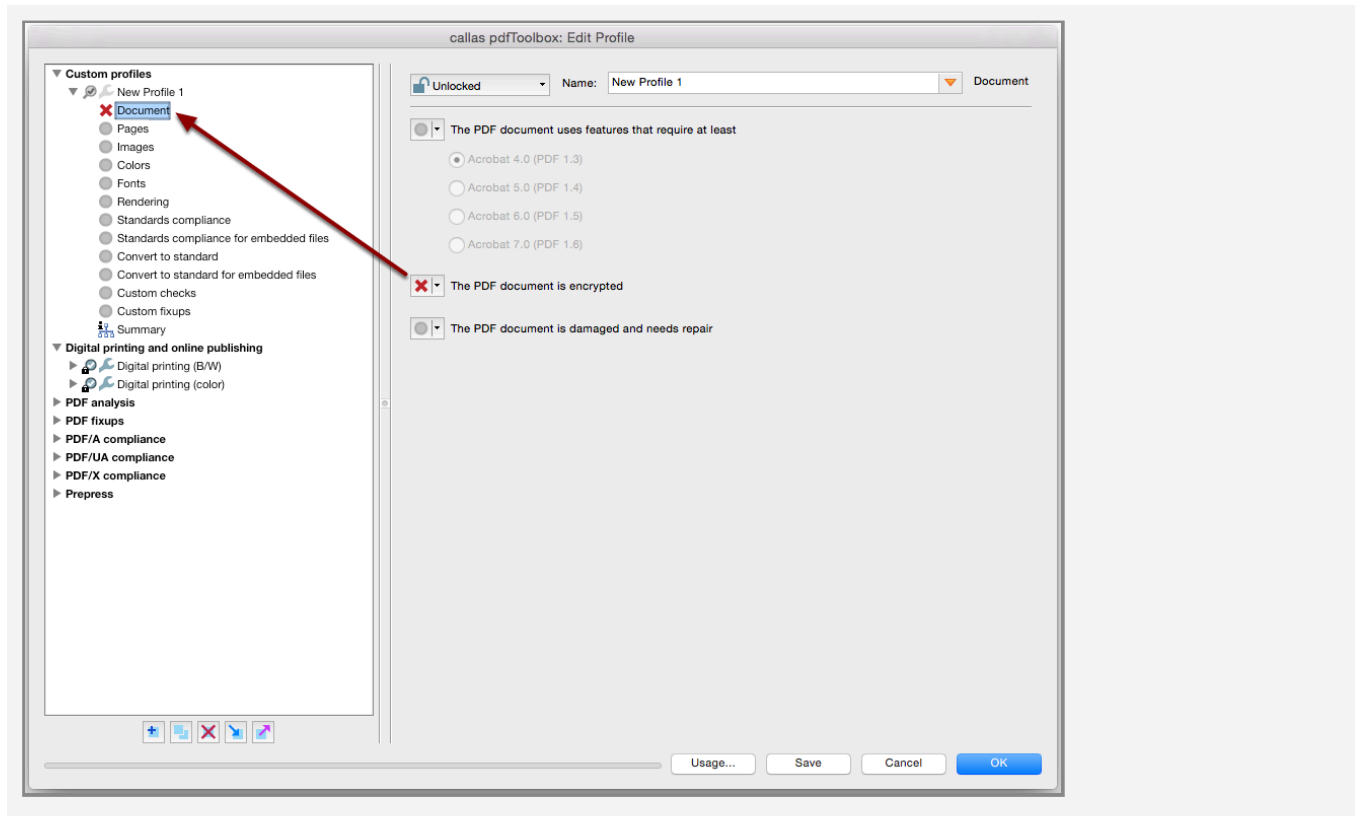 callas pdfToolbox: Edit Profile
Custom profiles
New Profile 1
Document
Pages
Images
Colors
Fonts
Rendering
Standards compliance
Standards compliance for embedded files
Convert to standard
Convert to standard for embedded files
Custom checks
Custom fixups
Summary
Digital printing and online publishing
Digital printing (B/W)
Digital printing (color)
PDF analysis
PDF fixups
PDF/A compliance
PDF/UA compliance
PDF/X compliance
Prepress
Unlocked Name: New Profile 1 Document
The PDF document uses features that require at least
Acrobat 4.0 (PDF 1.3)
Acrobat 5.0 (PDF 1.4)
Acrobat 6.0 (PDF 1.5)
Acrobat 7.0 (PDF 1.6)
The PDF document is encrypted
The PDF document is damaged and needs repair
Usage... Save Cancel OK